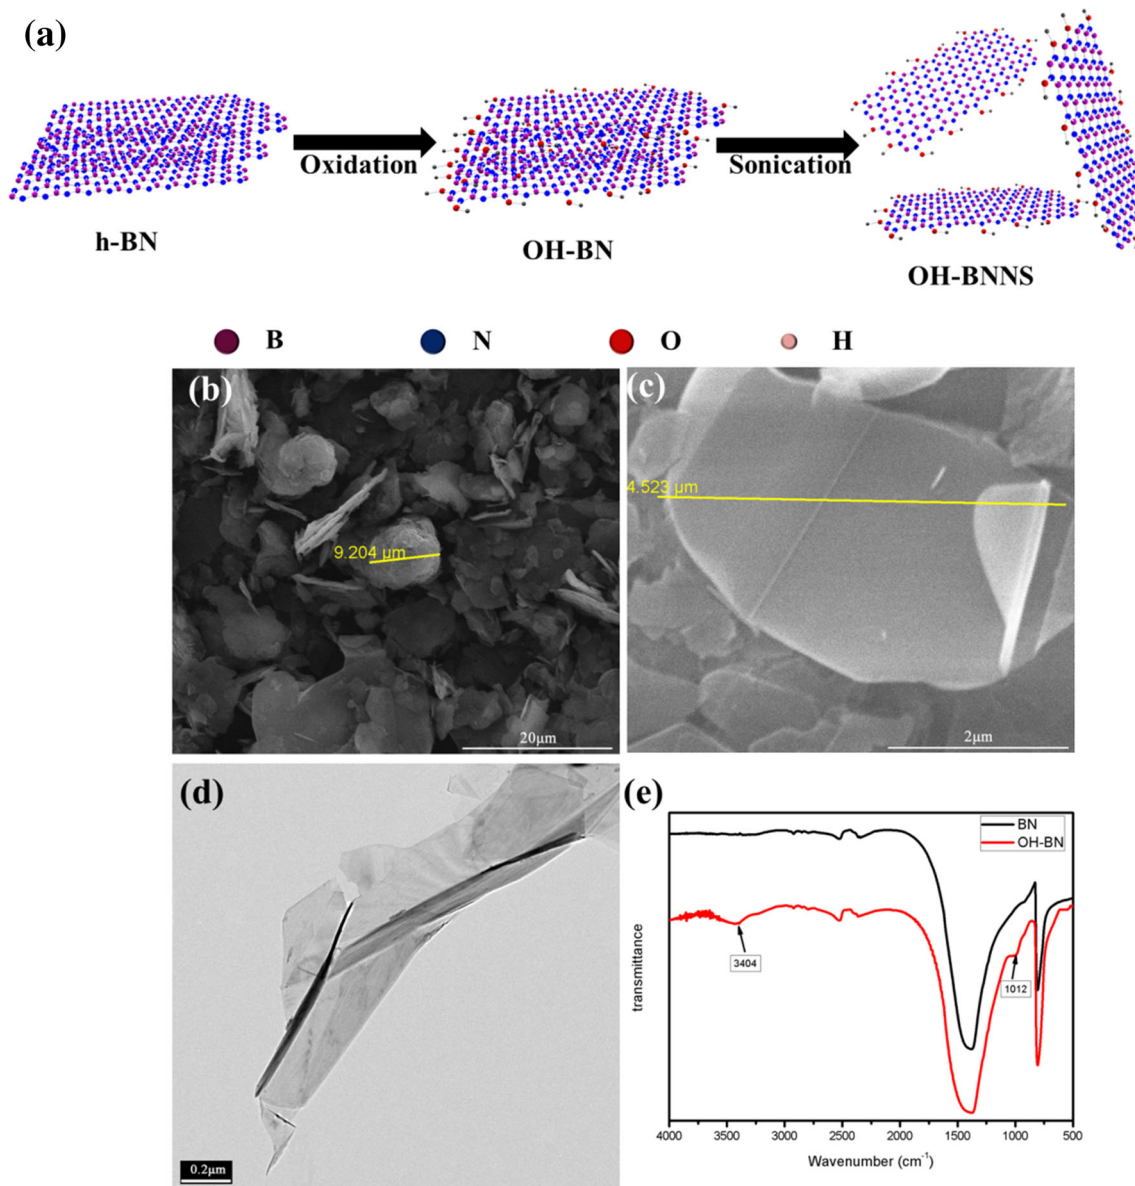 (a)
Oxidation
Sonication
h-BN
OH-BN
OH-BNNS
B N O H
(b)
9.204 µm
20µm
(c)
4.523 µm
2µm
(d)
0.2µm
(e)
BN
OH-BN
3404
1012
transmittance
4000 3500 3000 2500 2000 1500 1000 500
Wavenumber (cm⁻¹)